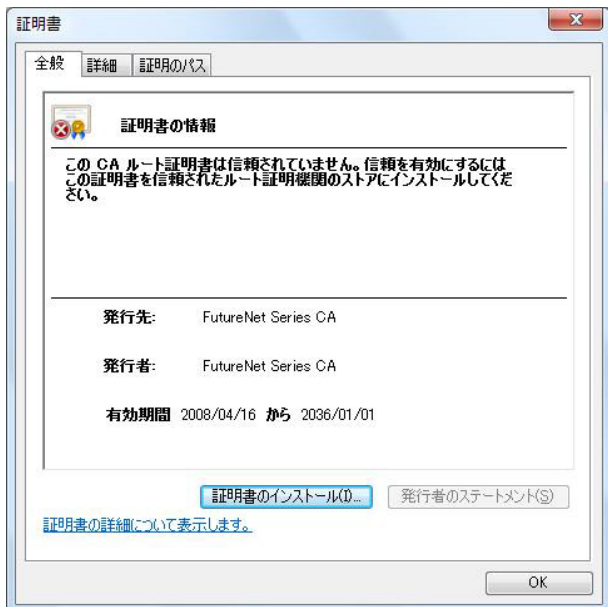 証明書
全般 詳細 証明のパス
証明書の情報
この CA ルート証明書は信頼されていません。信頼を有効にするには
この証明書を信頼されたルート証明機関のストアにインストールしてくだ
さい。
発行先: FutureNet Series CA
発行者: FutureNet Series CA
有効期間 2008/04/16 から 2036/01/01
証明書のインストール(I)... 発行者のステートメント(S)
証明書の詳細について表示します。
OK